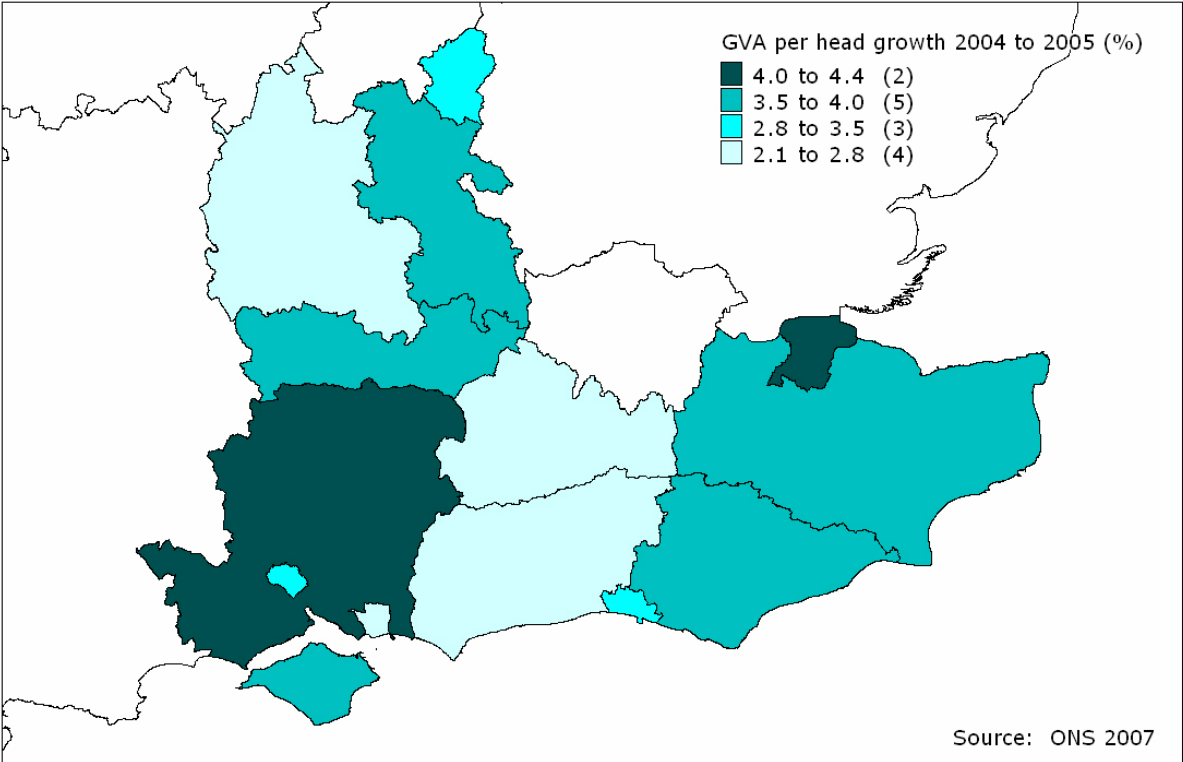 GVA per head growth 2004 to 2005 (%)
4.0 to 4.4 (2)
3.5 to 4.0 (5)
2.8 to 3.5 (3)
2.1 to 2.8 (4)
Source: ONS 2007